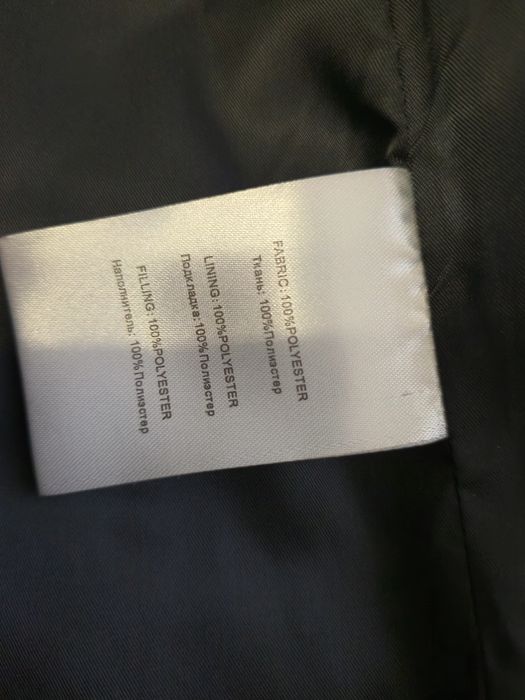 FABRIC:100%POLYESTER
Ткань: 100%Полиэстер
LINING:100%POLYESTER
Подкладка:100%Полиэстер
FILLING:100%POLYESTER
Наполнитель: 100%Полиэстер